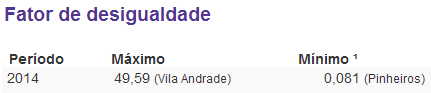 Fator de desigualdade
Período Máximo Mínimo ¹
2014 49,59 (Vila Andrade) 0,081 (Pinheiros)